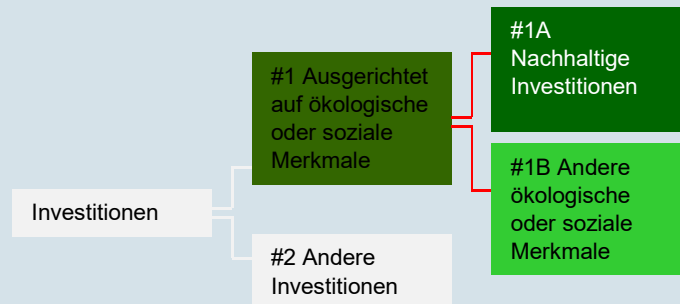 #1A
Nachhaltige
Investitionen
#1 Ausgerichtet
auf ökologische
oder soziale
Merkmale
#1B Andere
ökologische
oder soziale
Merkmale
Investitionen
#2 Andere
Investitionen